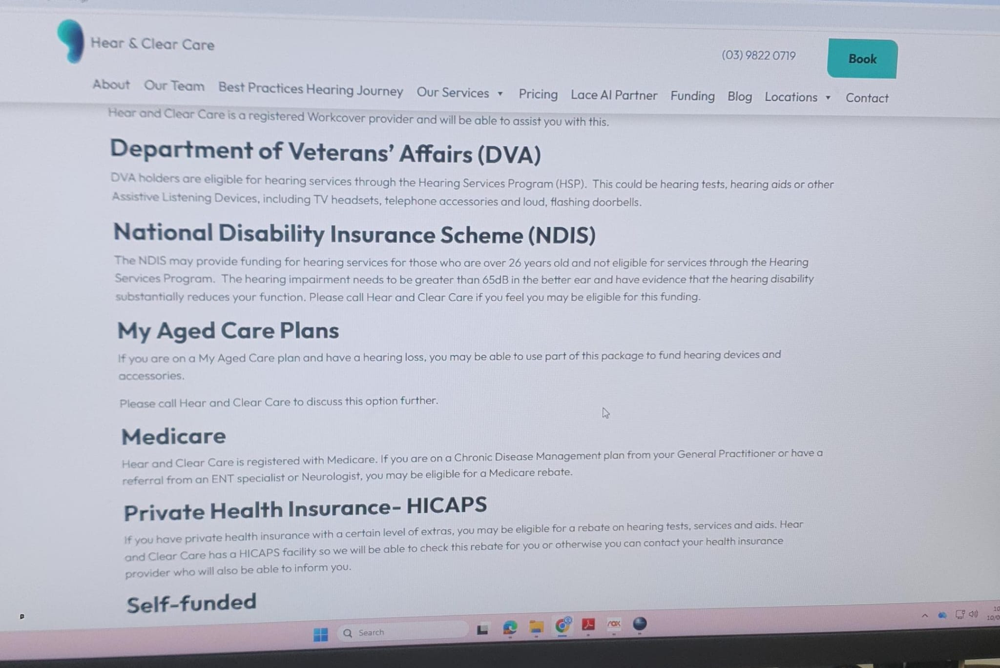 Hear & Clear Care
(03) 9822 0719
Book
About Our Team Best Practices Hearing Journey Our Services Pricing Lace AI Partner Funding Blog Locations Contact
Hear and Clear Care is a registered Workcover provider and will be able to assist you with this.
Department of Veterans’ Affairs (DVA)
DVA holders are eligible for hearing services through the Hearing Services Program (HSP). This could be hearing tests, hearing aids or other
Assistive Listening Devices, including TV headsets, telephone accessories and loud, flashing doorbells.
National Disability Insurance Scheme (NDIS)
The NDIS may provide funding for hearing services for those who are over 26 years old and not eligible for services through the Hearing
Services Program. The hearing impairment needs to be greater than 65dB in the better ear and have evidence that the hearing disability
substantially reduces your function. Please call Hear and Clear Care if you feel you may be eligible for this funding.
My Aged Care Plans
If you are on a My Aged Care plan and have a hearing loss, you may be able to use part of this package to fund hearing devices and
accessories.
Please call Hear and Clear Care to discuss this option further.
Medicare
Hear and Clear Care is registered with Medicare. If you are on a Chronic Disease Management plan from your General Practitioner or have a
referral from an ENT specialist or Neurologist, you may be eligible for a Medicare rebate.
Private Health Insurance- HICAPS
If you have private health insurance with a certain level of extras, you may be eligible for a rebate on hearing tests, services and aids. Hear
and Clear Care has a HICAPS facility so we will be able to check this rebate for you or otherwise you can contact your health insurance
provider who will also be able to inform you.
Self-funded
Search